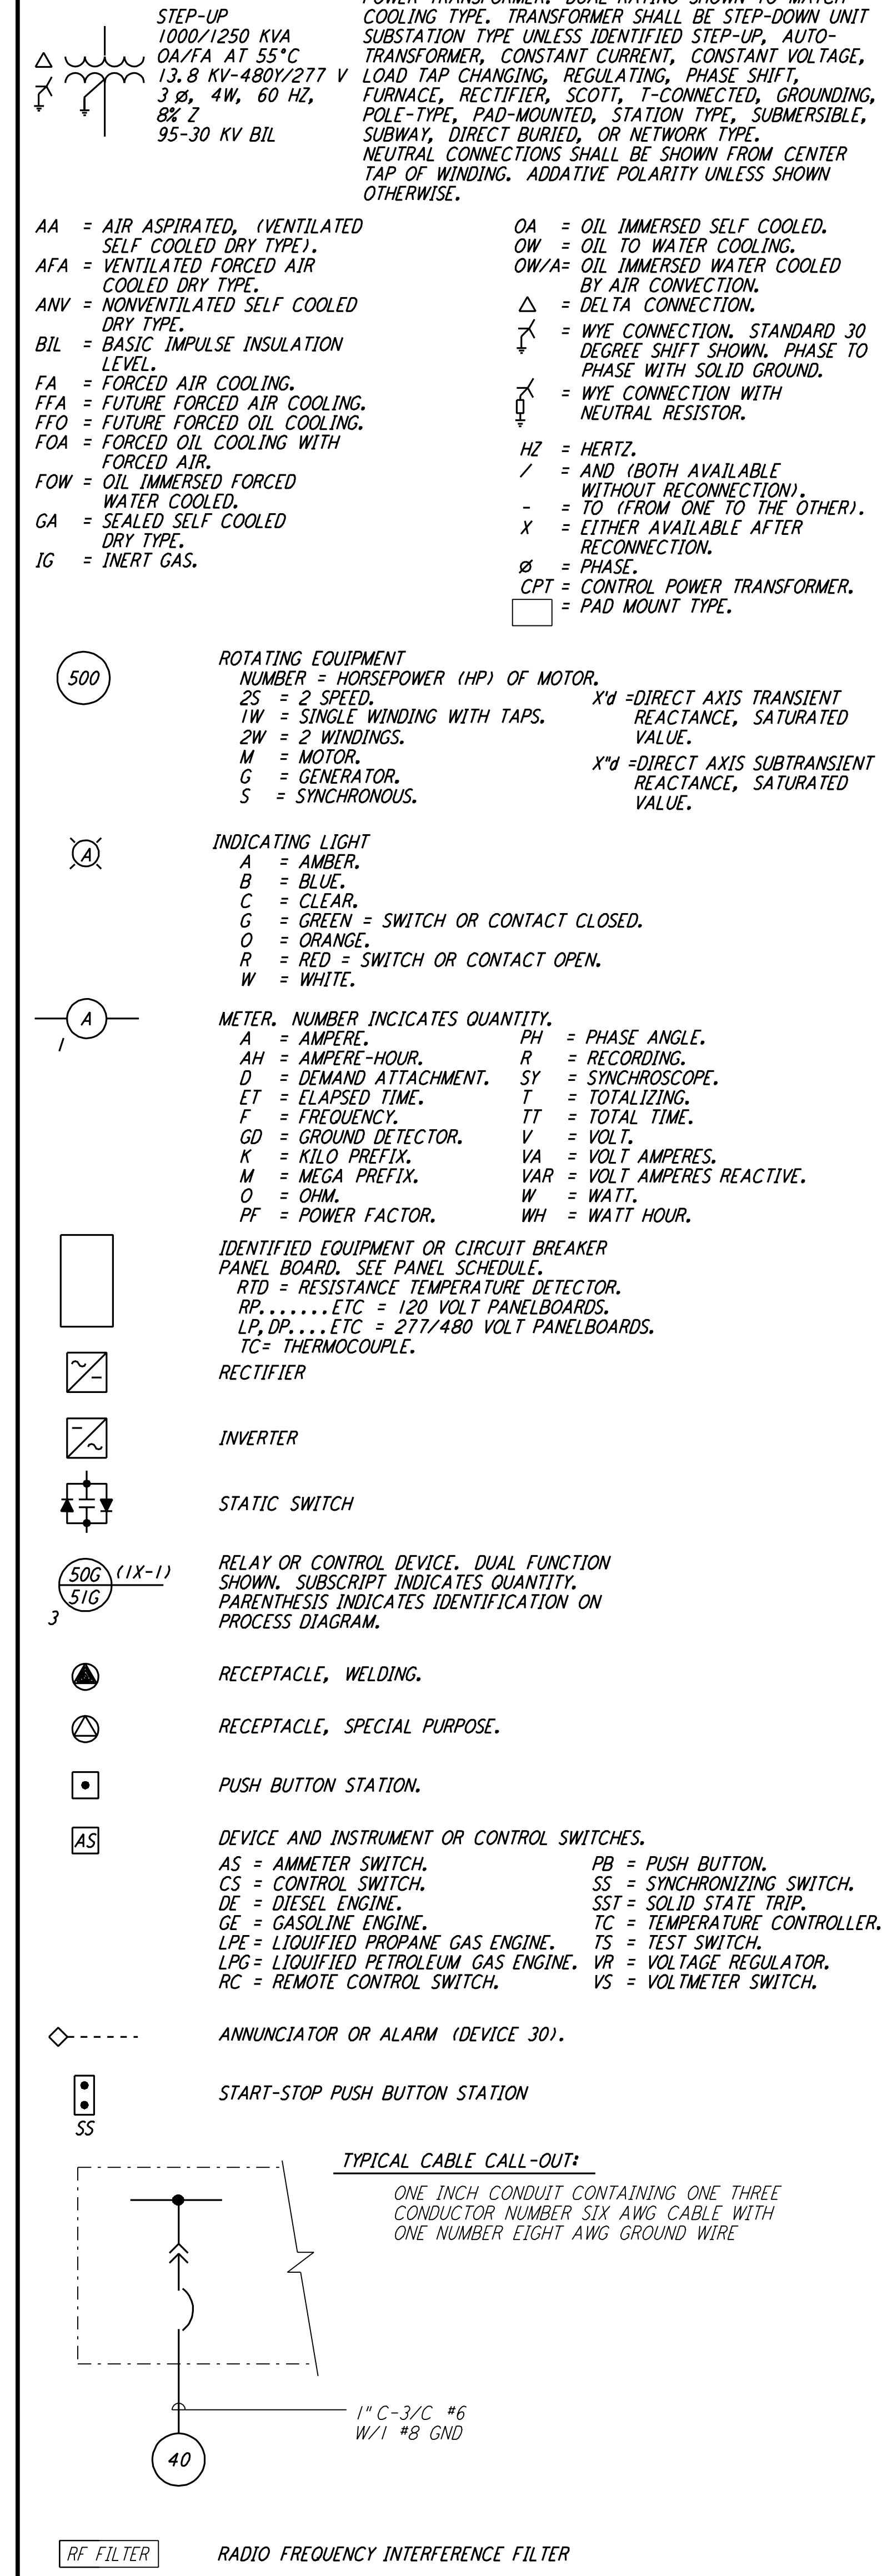 POWER TRANSFORMER. DUAL RATING SHOWN TO MATCH
STEP-UP
1000/1250 KVA
OA/FA AT 55°C
13.8 KV-480Y/277 V
3 Ø, 4W, 60 HZ,
8% Z
95-30 KV BIL
COOLING TYPE. TRANSFORMER SHALL BE STEP-DOWN UNIT
SUBSTATION TYPE UNLESS IDENTIFIED STEP-UP, AUTO-
TRANSFORMER, CONSTANT CURRENT, CONSTANT VOLTAGE,
LOAD TAP CHANGING, REGULATING, PHASE SHIFT,
FURNACE, RECTIFIER, SCOTT, T-CONNECTED, GROUNDING,
POLE-TYPE, PAD-MOUNTED, STATION TYPE, SUBMERSIBLE,
SUBWAY, DIRECT BURIED, OR NETWORK TYPE.
NEUTRAL CONNECTIONS SHALL BE SHOWN FROM CENTER
TAP OF WINDING. ADDATIVE POLARITY UNLESS SHOWN
OTHERWISE.
AA = AIR ASPIRATED, (VENTILATED
SELF COOLED DRY TYPE).
AFA = VENTILATED FORCED AIR
COOLED DRY TYPE.
ANV = NONVENTILATED SELF COOLED
DRY TYPE.
BIL = BASIC IMPULSE INSULATION
LEVEL.
FA = FORCED AIR COOLING.
FFA = FUTURE FORCED AIR COOLING.
FFO = FUTURE FORCED OIL COOLING.
FOA = FORCED OIL COOLING WITH
FORCED AIR.
FOW = OIL IMMERSED FORCED
WATER COOLED.
GA = SEALED SELF COOLED
DRY TYPE.
IG = INERT GAS.
OA = OIL IMMERSED SELF COOLED.
OW = OIL TO WATER COOLING.
OW/A= OIL IMMERSED WATER COOLED
BY AIR CONVECTION.
= DELTA CONNECTION.
= WYE CONNECTION. STANDARD 30
DEGREE SHIFT SHOWN. PHASE TO
PHASE WITH SOLID GROUND.
= WYE CONNECTION WITH
NEUTRAL RESISTOR.
HZ = HERTZ.
/ = AND (BOTH AVAILABLE
WITHOUT RECONNECTION).
- = TO (FROM ONE TO THE OTHER).
X = EITHER AVAILABLE AFTER
RECONNECTION.
Ø = PHASE.
CPT = CONTROL POWER TRANSFORMER.
= PAD MOUNT TYPE.
500
ROTATING EQUIPMENT
NUMBER = HORSEPOWER (HP) OF MOTOR.
2S = 2 SPEED.
1W = SINGLE WINDING WITH TAPS.
2W = 2 WINDINGS.
M = MOTOR.
G = GENERATOR.
S = SYNCHRONOUS.
X'd =DIRECT AXIS TRANSIENT
REACTANCE, SATURATED
VALUE.
X"d =DIRECT AXIS SUBTRANSIENT
REACTANCE, SATURATED
VALUE.
A
INDICATING LIGHT
A = AMBER.
B = BLUE.
C = CLEAR.
G = GREEN = SWITCH OR CONTACT CLOSED.
O = ORANGE.
R = RED = SWITCH OR CONTACT OPEN.
W = WHITE.
A
1
METER. NUMBER INCICATES QUANTITY.
A = AMPERE.
AH = AMPERE-HOUR.
D = DEMAND ATTACHMENT.
ET = ELAPSED TIME.
F = FREQUENCY.
GD = GROUND DETECTOR.
K = KILO PREFIX.
M = MEGA PREFIX.
O = OHM.
PF = POWER FACTOR.
PH = PHASE ANGLE.
R = RECORDING.
SY = SYNCHROSCOPE.
T = TOTALIZING.
TT = TOTAL TIME.
V = VOLT.
VA = VOLT AMPERES.
VAR = VOLT AMPERES REACTIVE.
W = WATT.
WH = WATT HOUR.
IDENTIFIED EQUIPMENT OR CIRCUIT BREAKER
PANEL BOARD. SEE PANEL SCHEDULE.
RTD = RESISTANCE TEMPERATURE DETECTOR.
RP.......ETC = 120 VOLT PANELBOARDS.
LP,DP....ETC = 277/480 VOLT PANELBOARDS.
TC= THERMOCOUPLE.
RECTIFIER
INVERTER
STATIC SWITCH
50G (1X-1)
51G
3
RELAY OR CONTROL DEVICE. DUAL FUNCTION
SHOWN. SUBSCRIPT INDICATES QUANTITY.
PARENTHESIS INDICATES IDENTIFICATION ON
PROCESS DIAGRAM.
RECEPTACLE, WELDING.
RECEPTACLE, SPECIAL PURPOSE.
PUSH BUTTON STATION.
AS
DEVICE AND INSTRUMENT OR CONTROL SWITCHES.
AS = AMMETER SWITCH.
CS = CONTROL SWITCH.
DE = DIESEL ENGINE.
GE = GASOLINE ENGINE.
LPE = LIQUIFIED PROPANE GAS ENGINE.
LPG = LIQUIFIED PETROLEUM GAS ENGINE.
RC = REMOTE CONTROL SWITCH.
PB = PUSH BUTTON.
SS = SYNCHRONIZING SWITCH.
SST = SOLID STATE TRIP.
TC = TEMPERATURE CONTROLLER.
TS = TEST SWITCH.
VR = VOLTAGE REGULATOR.
VS = VOLTMETER SWITCH.
ANNUNCIATOR OR ALARM (DEVICE 30).
START-STOP PUSH BUTTON STATION
SS
TYPICAL CABLE CALL-OUT:
ONE INCH CONDUIT CONTAINING ONE THREE
CONDUCTOR NUMBER SIX AWG CABLE WITH
ONE NUMBER EIGHT AWG GROUND WIRE
1" C-3/C #6
W/1 #8 GND
40
RF FILTER
RADIO FREQUENCY INTERFERENCE FILTER